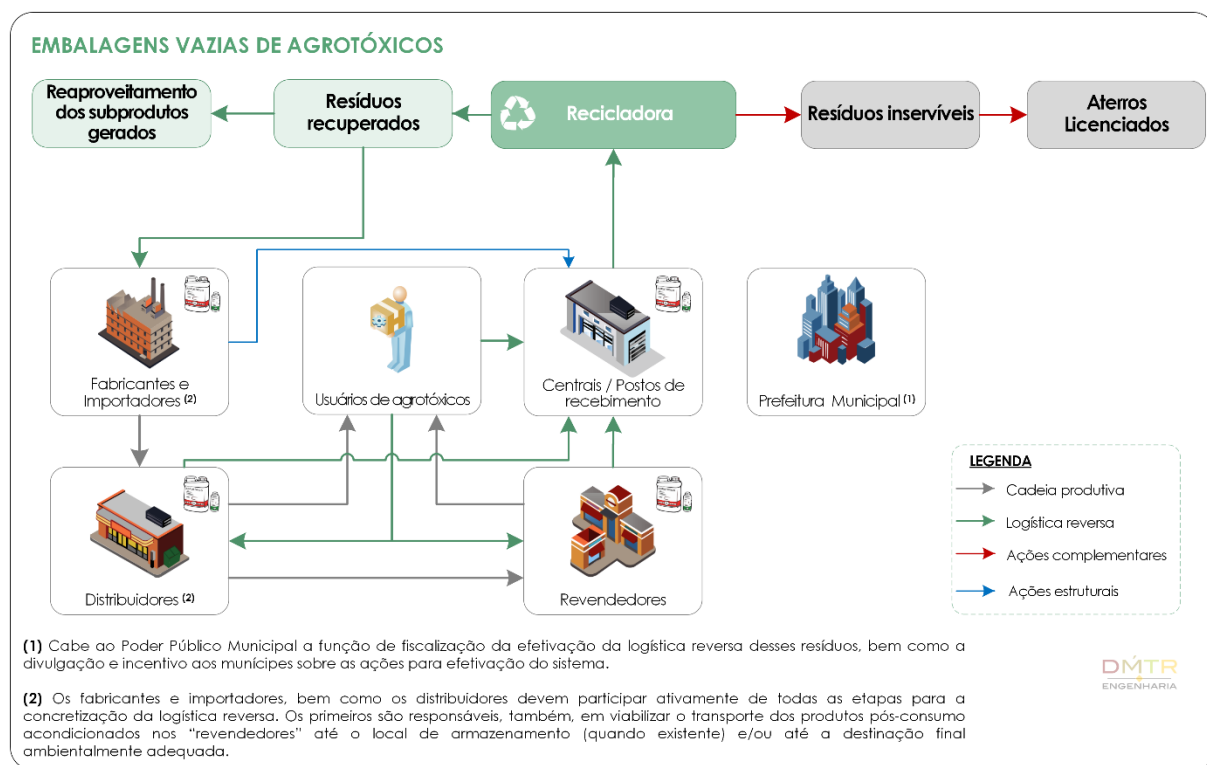 EMBALAGENS VAZIAS DE AGROTÓXICOS
Reaproveitamento
dos subprodutos
gerados
Resíduos
recuperados
Recicladora
Resíduos inservíveis
Aterros
Licenciados
Fabricantes e
Importadores (2)
Usuários de agrotóxicos
Centrais / Postos de
recebimento
Prefeitura Municipal (1)
Distribuidores (2)
Revendedores
LEGENDA
Cadeia produtiva
Logística reversa
Ações complementares
Ações estruturais
(1) Cabe ao Poder Público Municipal a função de fiscalização da efetivação da logística reversa desses resíduos, bem como a
divulgação e incentivo aos munícipes sobre as ações para efetivação do sistema.
(2) Os fabricantes e importadores, bem como os distribuidores devem participar ativamente de todas as etapas para a
concretização da logística reversa. Os primeiros são responsáveis, também, em viabilizar o transporte dos produtos pós-consumo
acondicionados nos “revendedores” até o local de armazenamento (quando existente) e/ou até a destinação final
ambientalmente adequada.
DMTR
ENGENHARIA